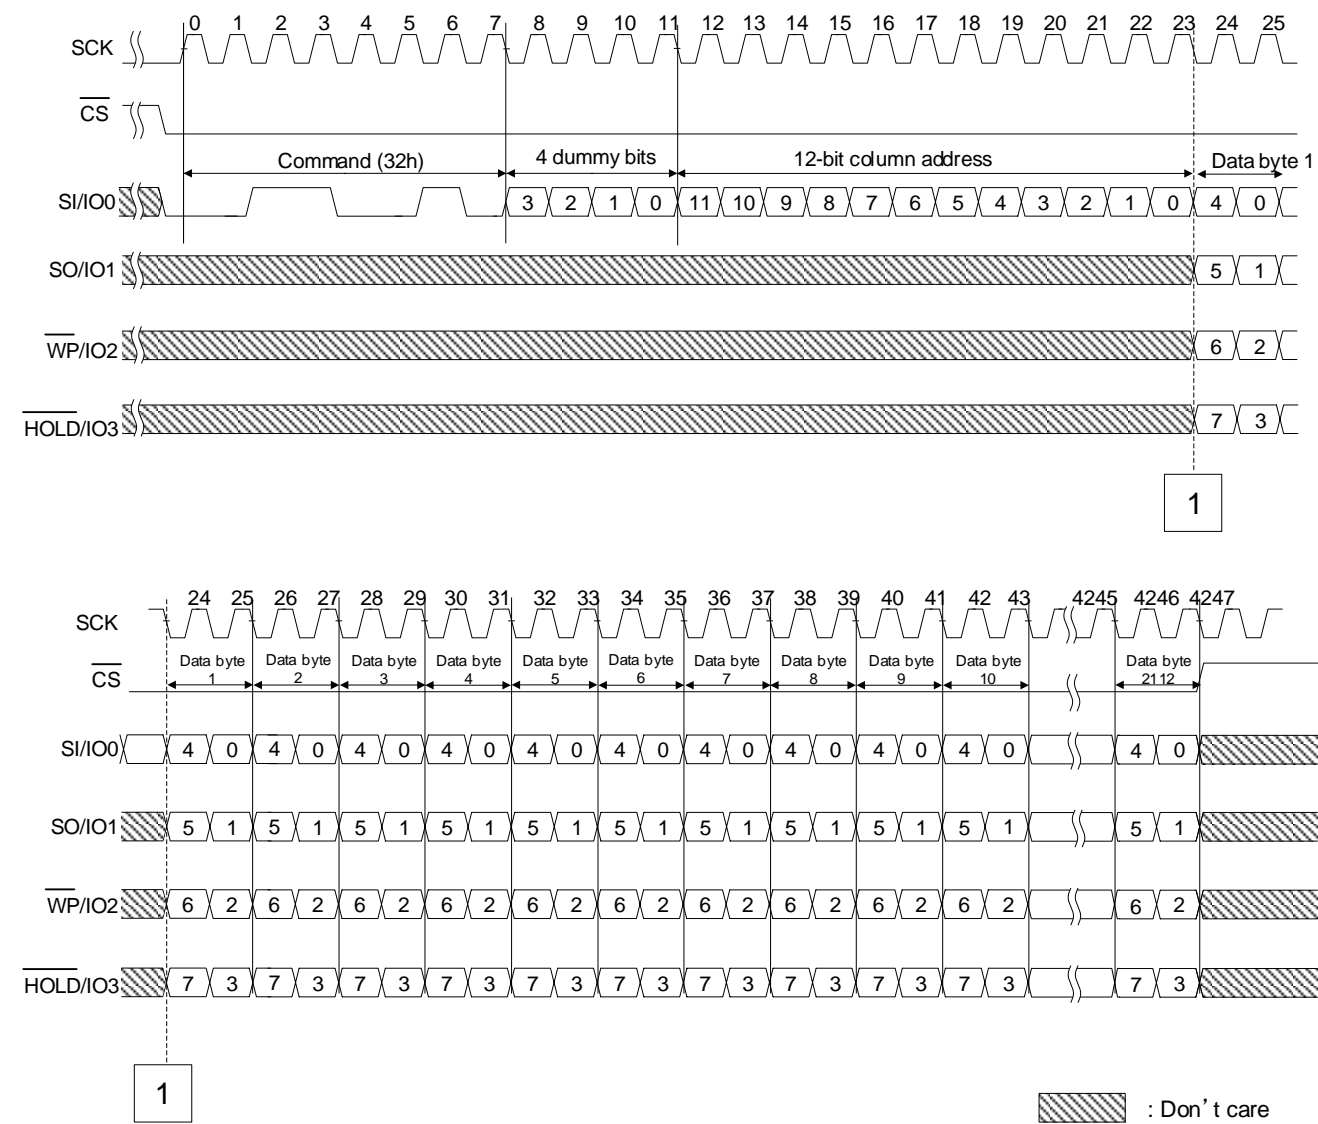 0 1 2 3 4 5 6 7 8 9 10 11 12 13 14 15 16 17 18 19 20 21 22 23 24 25
SCK
CS
Command (32h) 4 dummy bits 12-bit column address Data byte 1
SI/IO0 3 2 1 0 11 10 9 8 7 6 5 4 3 2 1 0 4 0
SO/IO1 5 1
WP/IO2 6 2
HOLD/IO3 7 3
1
24 25 26 27 28 29 30 31 32 33 34 35 36 37 38 39 40 41 42 43 4245 4246 4247
SCK
Data byte Data byte Data byte Data byte Data byte Data byte Data byte Data byte Data byte Data byte Data byte
CS 1 2 3 4 5 6 7 8 9 10 2112
SI/IO0 4 0 4 0 4 0 4 0 4 0 4 0 4 0 4 0 4 0 4 0 4 0
SO/IO1 5 1 5 1 5 1 5 1 5 1 5 1 5 1 5 1 5 1 5 1 5 1
WP/IO2 6 2 6 2 6 2 6 2 6 2 6 2 6 2 6 2 6 2 6 2 6 2
HOLD/IO3 7 3 7 3 7 3 7 3 7 3 7 3 7 3 7 3 7 3 7 3 7 3
1
: Don't care